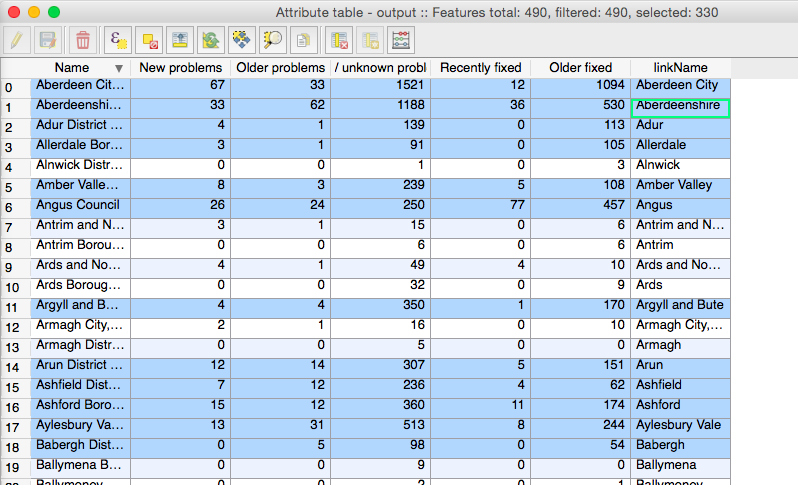 Attribute table - output :: Features total: 490, filtered: 490, selected: 330
Name New problems Older problems / unknown probl Recently fixed Older fixed linkName
0 Aberdeen Cit... 67 33 1521 12 1094 Aberdeen City
1 Aberdeenshi... 33 62 1188 36 530 Aberdeenshire
2 Adur District ... 4 1 139 0 113 Adur
3 Allerdale Bor... 3 1 91 0 105 Allerdale
4 Alnwick Distr... 0 0 1 0 3 Alnwick
5 Amber Valle... 8 3 239 5 108 Amber Valley
6 Angus Council 26 24 250 77 457 Angus
7 Antrim and N... 3 1 15 0 6 Antrim and N...
8 Antrim Borou... 0 0 6 0 6 Antrim
9 Ards and No... 4 1 49 4 10 Ards and No...
10 Ards Boroug... 0 0 32 0 9 Ards
11 Argyll and B... 4 4 350 1 170 Argyll and Bute
12 Armagh City,... 2 1 16 0 10 Armagh City,...
13 Armagh Distr... 0 0 5 0 0 Armagh
14 Arun District ... 12 14 307 5 151 Arun
15 Ashfield Dist... 7 12 236 4 62 Ashfield
16 Ashford Boro... 15 12 360 11 174 Ashford
17 Aylesbury Va... 13 31 513 8 244 Aylesbury Vale
18 Babergh Dist... 0 5 98 0 54 Babergh
19 Ballymena B... 0 0 9 0 0 Ballymena
Ballymoney 0 0 2 0 1 Ballymoney